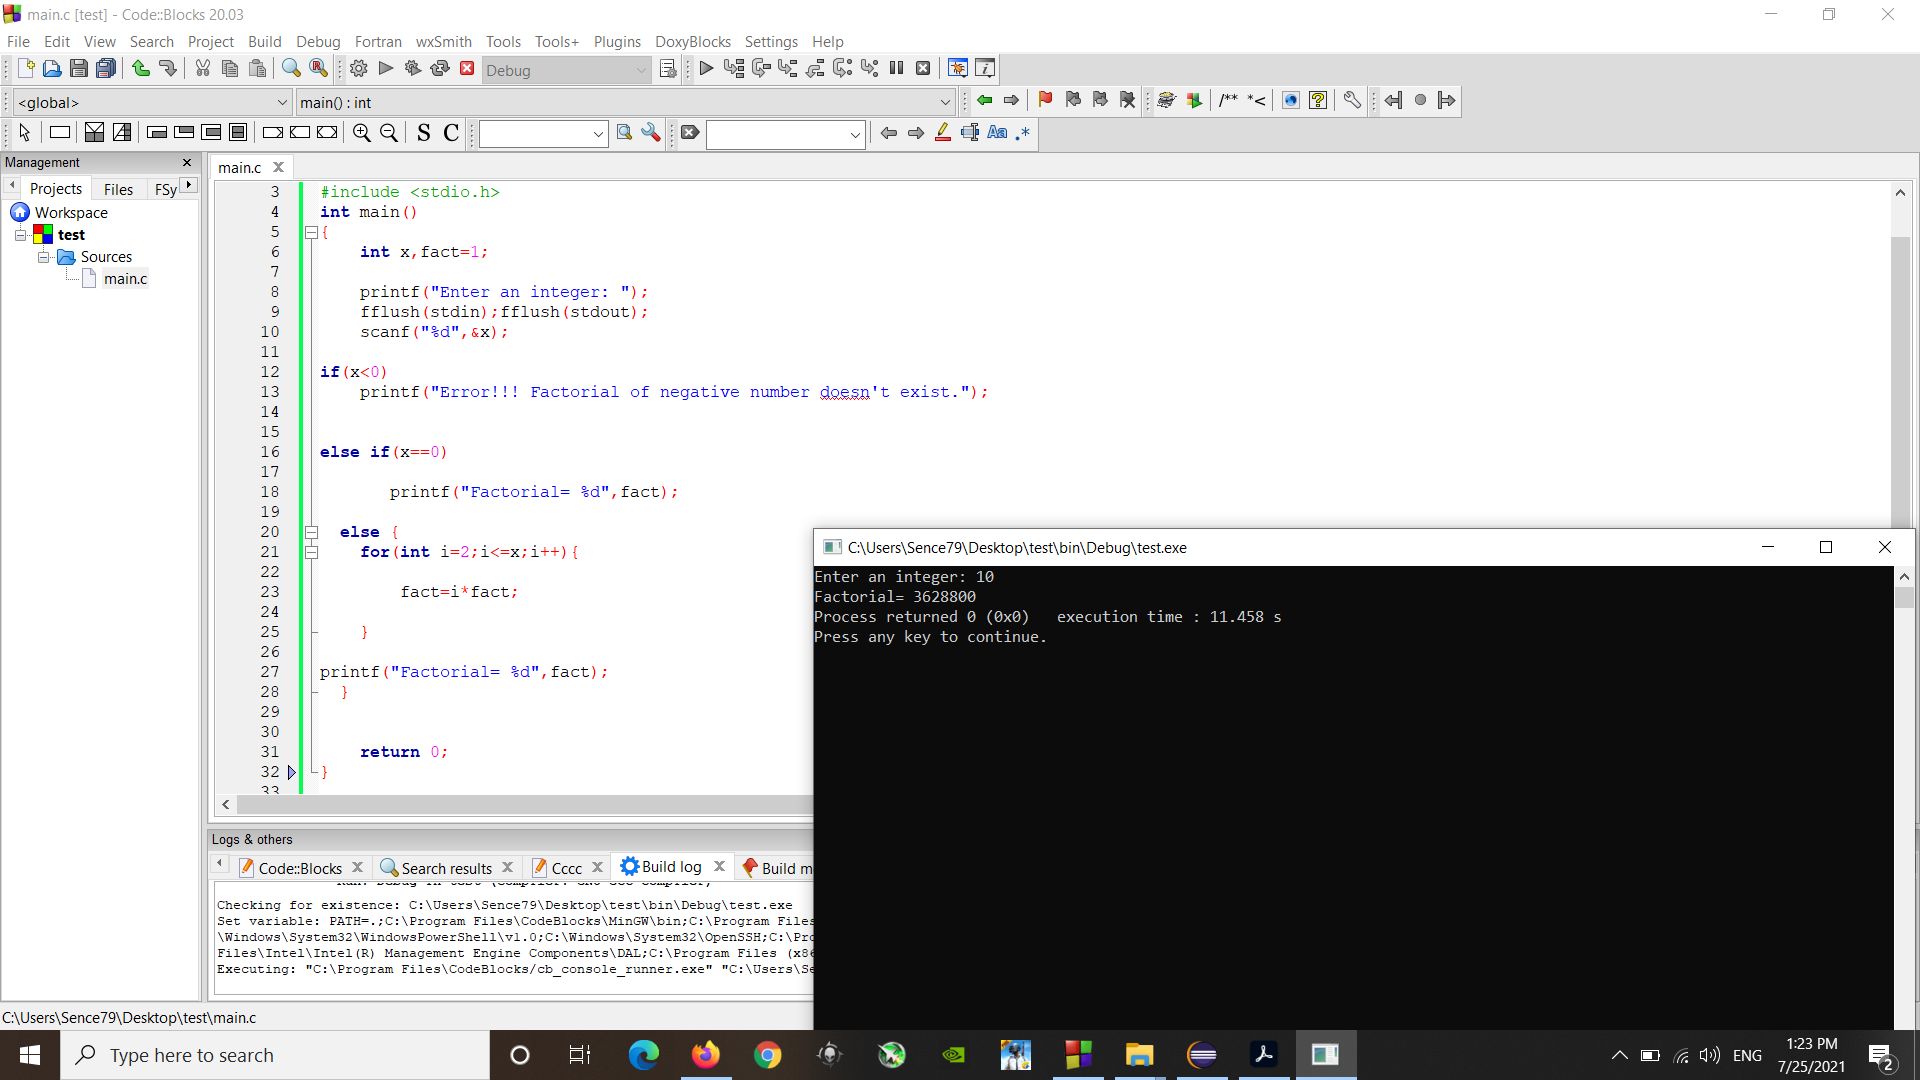 main.c [test] - Code::Blocks 20.03
File Edit View Search Project Build Debug Fortran wxSmith Tools Tools+ Plugins DoxyBlocks Settings Help
Debug
<global> main() : int /** *<
S C Aa .*
Management
Projects Files FSy
Workspace
test
Sources
main.c
main.c
3 #include <stdio.h>
4 int main()
5 {
6 int x,fact=1;
7
8 printf("Enter an integer: ");
9 fflush(stdin);fflush(stdout);
10 scanf("%d",&x);
11
12 if(x<0)
13 printf("Error!!! Factorial of negative number doesn't exist.");
14
15
16 else if(x==0)
17
18 printf("Factorial= %d",fact);
19
20 else {
21 for(int i=2;i<=x;i++){
22
23 fact=i*fact;
24
25 }
26
27 printf("Factorial= %d",fact);
28 }
29
30
31 return 0;
32 }
33
C:\Users\Sence79\Desktop\test\bin\Debug\test.exe
Enter an integer: 10
Factorial= 3628800
Process returned 0 (0x0) execution time : 11.458 s
Press any key to continue.
Logs & others
Code::Blocks Search results Cccc Build log Build m
Checking for existence: C:\Users\Sence79\Desktop\test\bin\Debug\test.exe
Set variable: PATH=.;C:\Program Files\CodeBlocks\MinGW\bin;C:\Program Files
\Windows\System32\WindowsPowerShell\v1.0;C:\Windows\System32\OpenSSH;C:\Pro
Files\Intel\Intel(R) Management Engine Components\DAL;C:\Program Files (x86
Executing: "C:\Program Files\CodeBlocks/cb_console_runner.exe" "C:\Users\Se
C:\Users\Sence79\Desktop\test\main.c
Type here to search
ENG
1:23 PM
7/25/2021
2